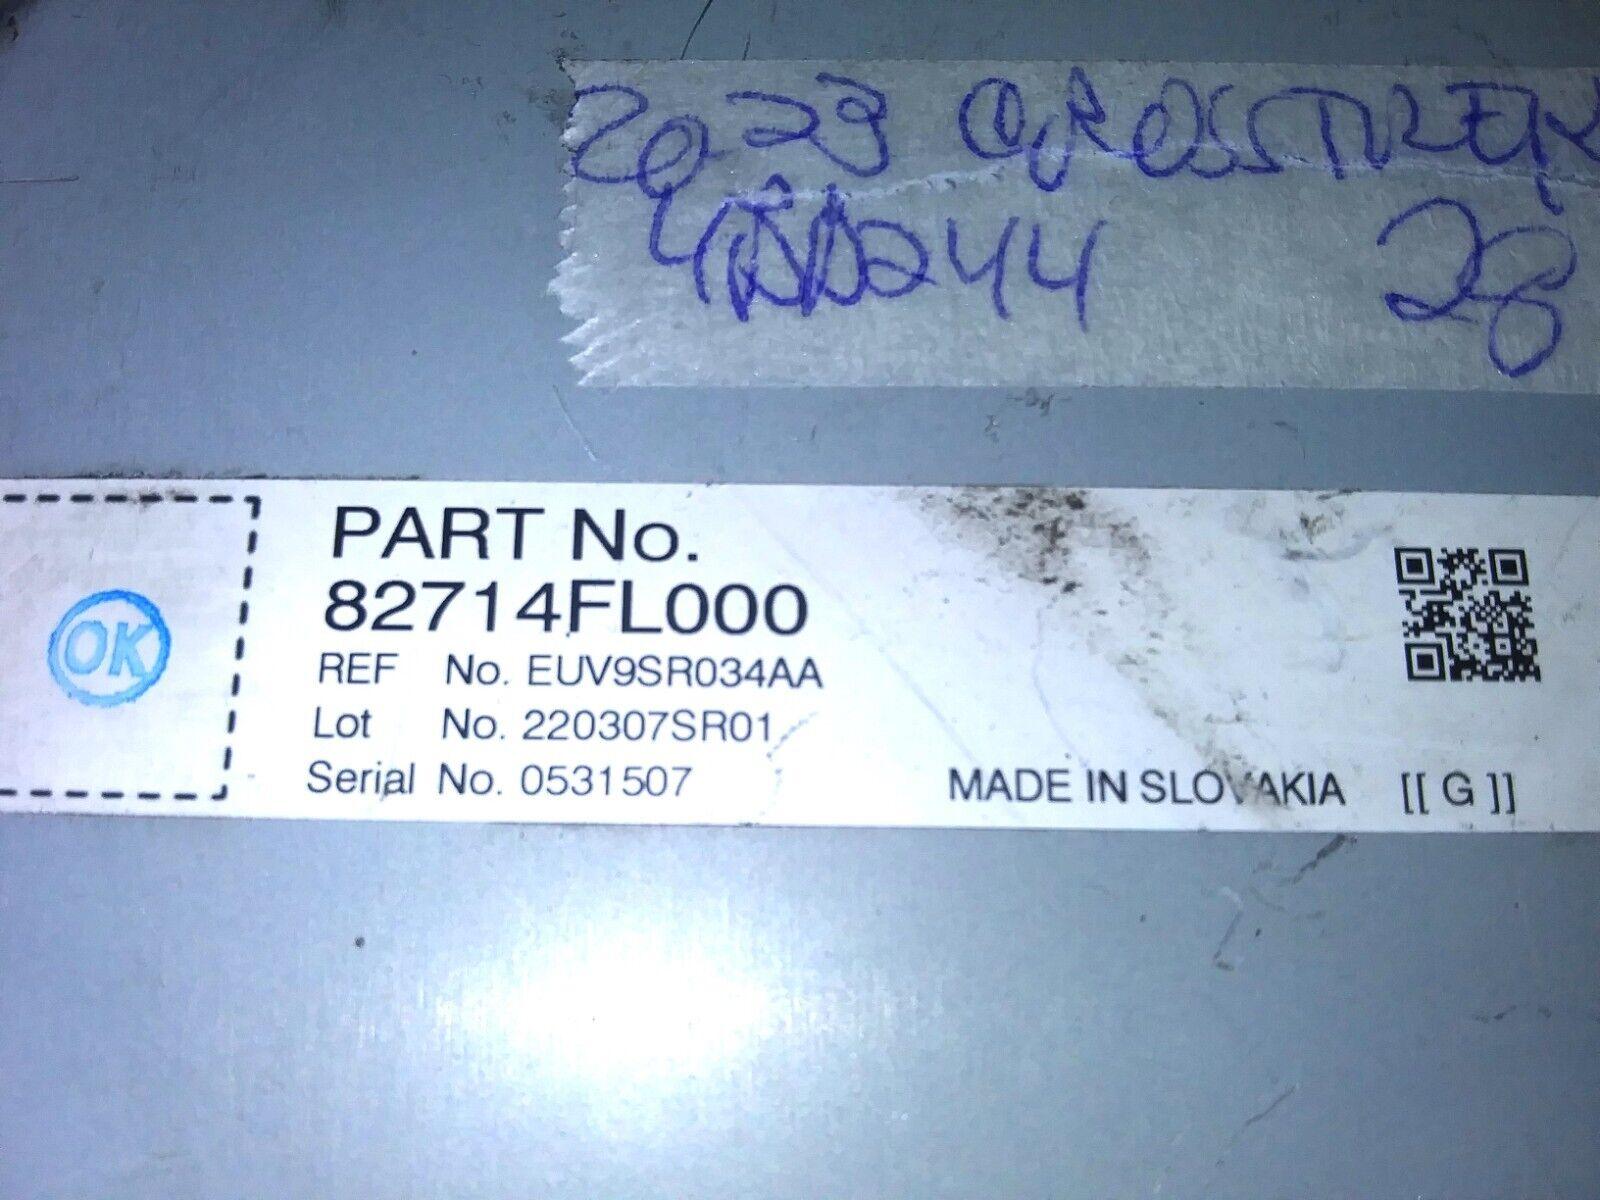 2023 CROSSTREK
28
OK
PART No.
82714FL000
REF No. EUV9SR034AA
Lot No. 220307SR01
Serial No. 0531507
MADE IN SLOVAKIA [[ G ]]